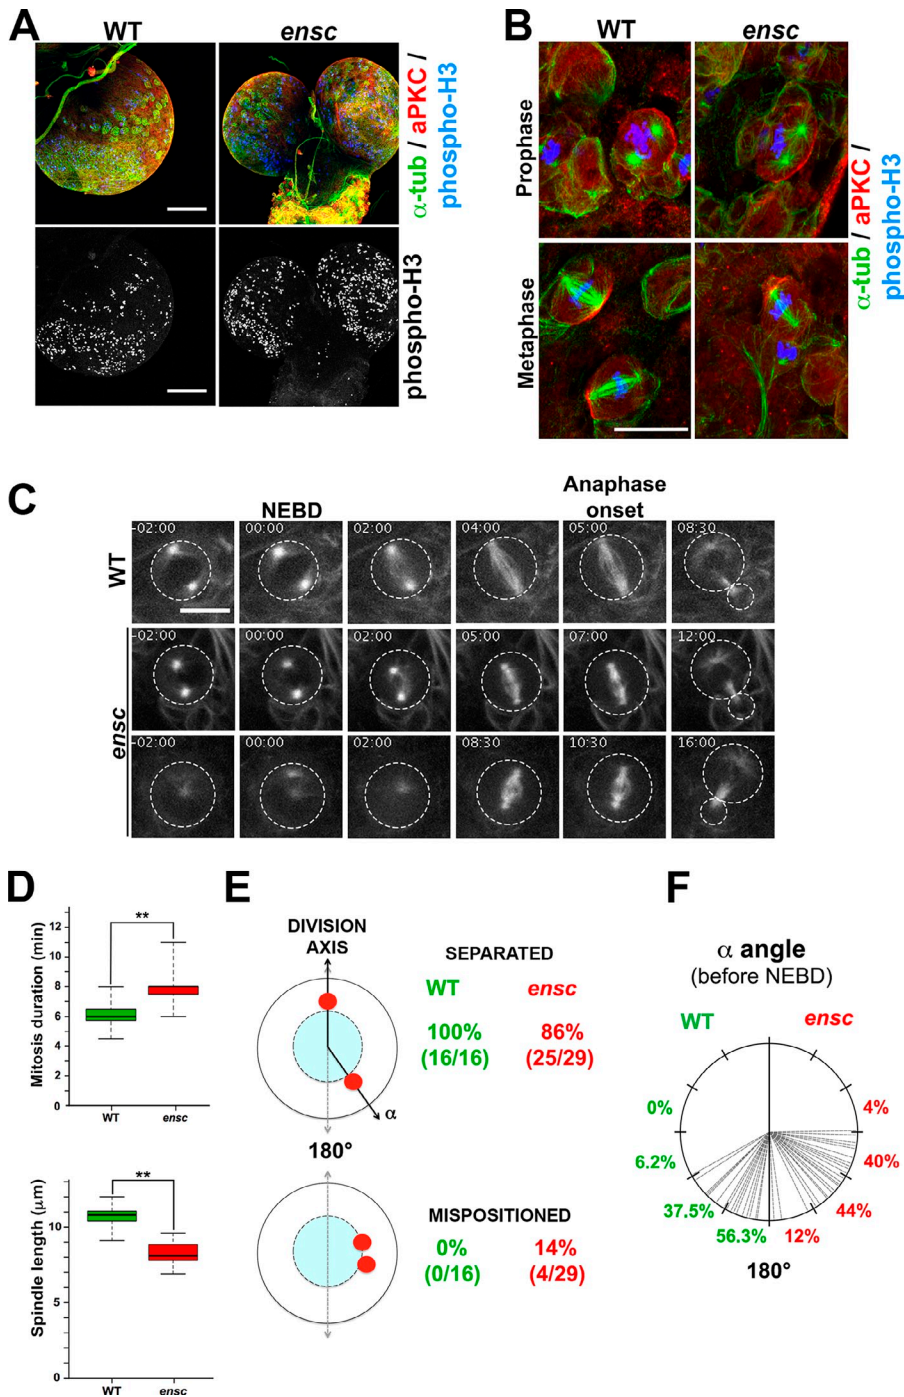 A
WT
ensc
α-tub / aPKC /
phospho-H3
phospho-H3
B
WT
ensc
Prophase
Metaphase
α-tub / aPKC /
phospho-H3
C
NEBD
Anaphase
onset
WT
-02:00
00:00
02:00
04:00
05:00
08:30
ensc
-02:00
00:00
02:00
05:00
07:00
12:00
-02:00
00:00
02:00
08:30
10:30
16:00
D
Mitosis duration (min)
12
10
8
6
4
2
0
**
WT
ensc
Spindle length (μm)
10
8
5
0
**
WT
ensc
E
DIVISION
AXIS
α
180°
SEPARATED
WT
ensc
100%
86%
(16/16)
(25/29)
MISPOSITIONED
0%
14%
(0/16)
(4/29)
F
α angle
(before NEBD)
WT
ensc
0%
4%
6.2%
40%
37.5%
44%
56.3%
12%
180°